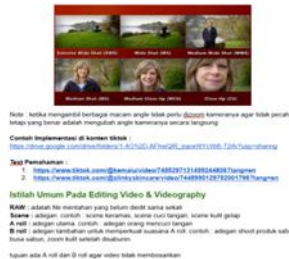 Extreme Wide Shot (EWS) Wide Shot (WS) Medium Wide Shot (MWS)
Medium Shot (MS) Medium Close Up (MCU) Close Up (CU)
Note : ketika mengambil berbagai macam angle tidak perlu dizoom kameranya agar tidak pecah
tetapi yang benar adalah mengubah angle kameranya secara langsung
Contoh Implementasi di konten tiktok :
Test Pemahaman :
1.
2.
Istilah Umum Pada Editing Video & Videography
RAW : adalah file mentahan yang belum diedit sama sekali
Scene : adegan. contoh : scene keramas, scene cuci tangan, scene kulit gelap
A roll : adegan utama. contoh : adegan orang mencuci tangan
B roll : adegan tambahan untuk memperkuat suasana A roll. contoh : adegan shoot produk sabun,
busa sabun, zoom kulit setelah disabunin.
tujuan ada A roll dan B roll agar video tidak membosankan